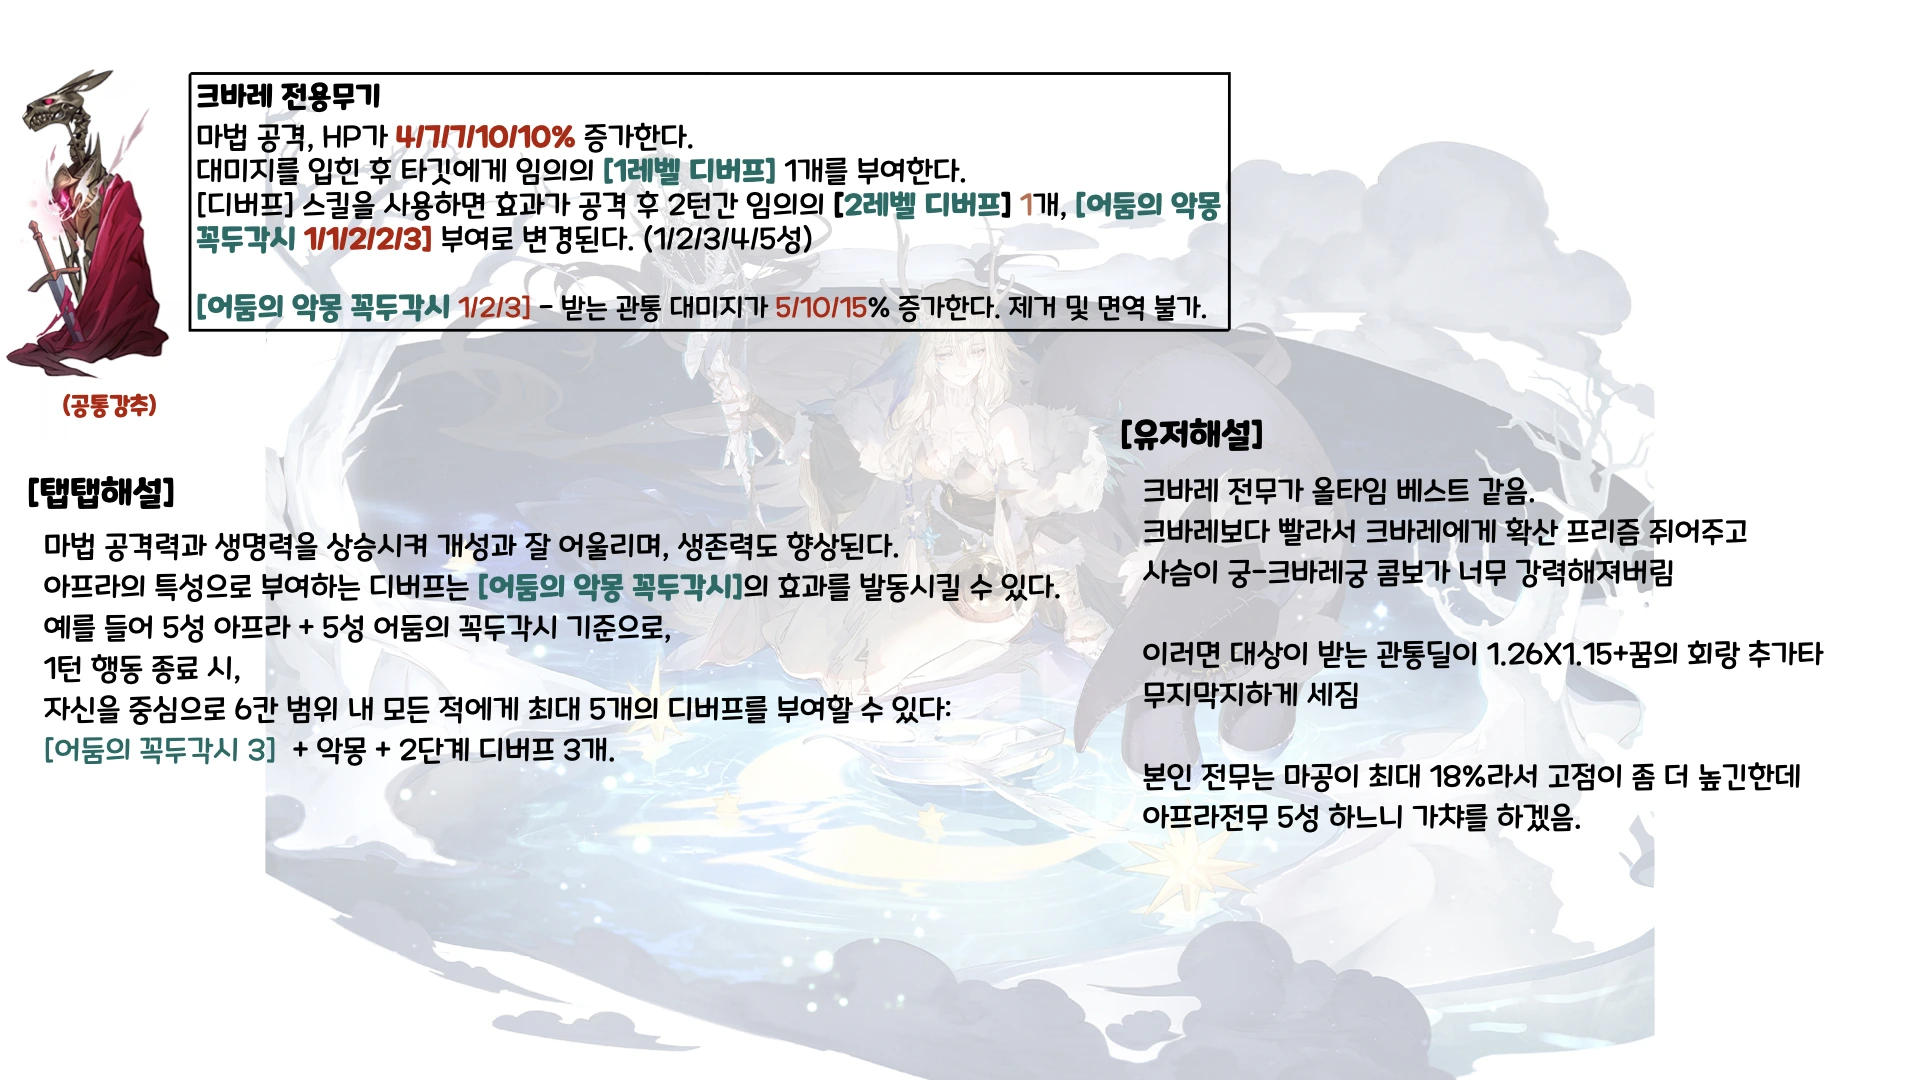 크바레 전용무기
마법 공격, HP가 4/7/7/10/10% 증가한다.
대미지를 입힌 후 타깃에게 임의의 [1레벨 디버프] 1개를 부여한다.
[디버프] 스킬을 사용하면 효과가 공격 후 2턴간 임의의 [2레벨 디버프] 1개, [어둠의 악몽
꼭두각시 1/1/2/2/3] 부여로 변경된다. (1/2/3/4/5성)
[어둠의 악몽 꼭두각시 1/2/3] - 받는 관통 대미지가 5/10/15% 증가한다. 제거 및 면역 불가.
(공통강추)
[탭탭해설]
마법 공격력과 생명력을 상승시켜 개성과 잘 어울리며, 생존력도 향상된다.
아프라의 특성으로 부여하는 디버프는 [어둠의 악몽 꼭두각시]의 효과를 발동시킬 수 있다.
예를 들어 5성 아프라 + 5성 어둠의 꼭두각시 기준으로,
1턴 행동 종료 시,
자신을 중심으로 6칸 범위 내 모든 적에게 최대 5개의 디버프를 부여할 수 있다:
[어둠의 꼭두각시 3] + 악몽 + 2단계 디버프 3개.
[유저해설]
크바레 전무가 올타임 베스트 같음.
크바레보다 빨라서 크바레에게 확산 프리즘 쥐어주고
사슴이 궁-크바레궁 콤보가 너무 강력해져버림
이러면 대상이 받는 관통딜이 1.26X1.15+꿈의 회랑 추가타
무지막지하게 세짐
본인 전무는 마공이 최대 18%라서 고점이 좀 더 높긴한데
아프라전무 5성 하느니 가챠를 하겠음.